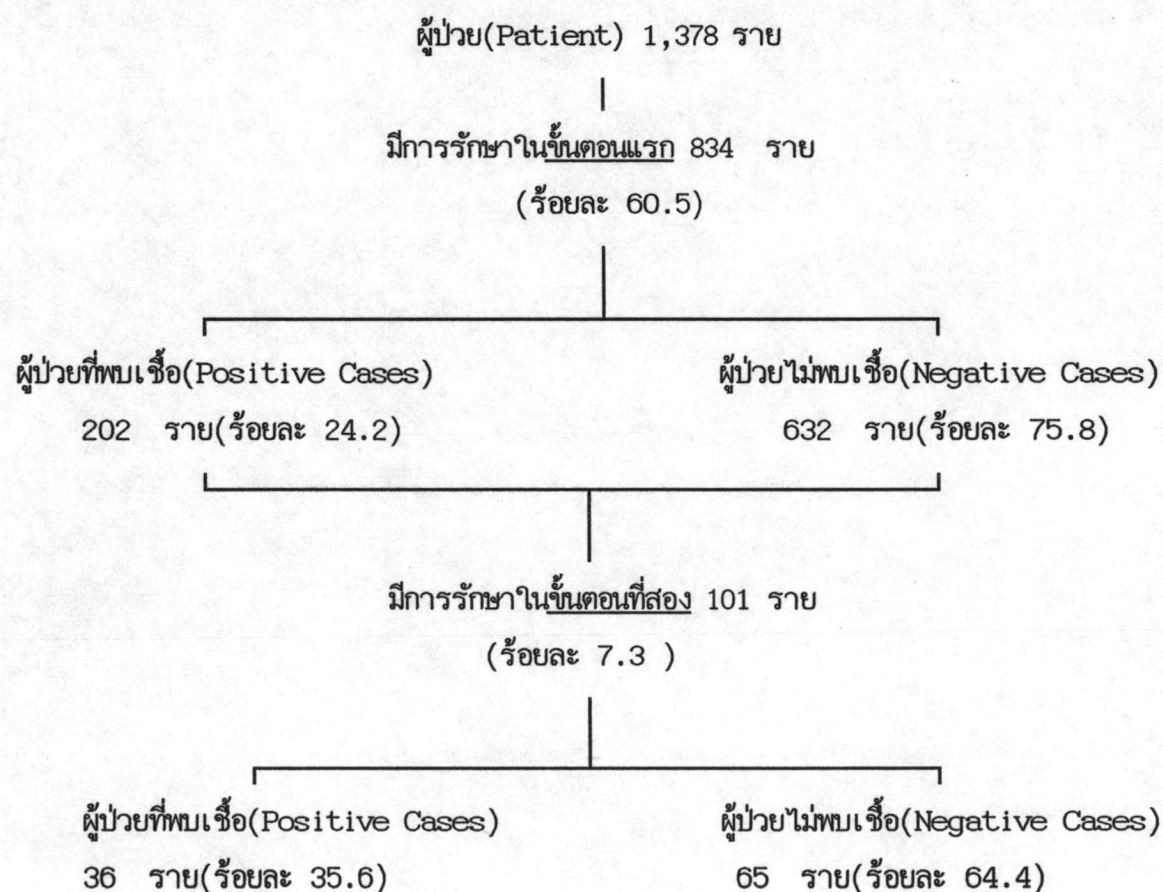 ผู้ป่วย(Patient) 1,378 ราย
มีการรักษาในขั้นตอนแรก 834 ราย
(ร้อยละ 60.5)
ผู้ป่วยที่พบเชื้อ(Positive Cases)
202 ราย(ร้อยละ 24.2)
ผู้ป่วยไม่พบเชื้อ(Negative Cases)
632 ราย(ร้อยละ 75.8)
มีการรักษาในขั้นตอนที่สอง 101 ราย
(ร้อยละ 7.3 )
ผู้ป่วยที่พบเชื้อ(Positive Cases)
36 ราย(ร้อยละ 35.6)
ผู้ป่วยไม่พบเชื้อ(Negative Cases)
65 ราย(ร้อยละ 64.4)